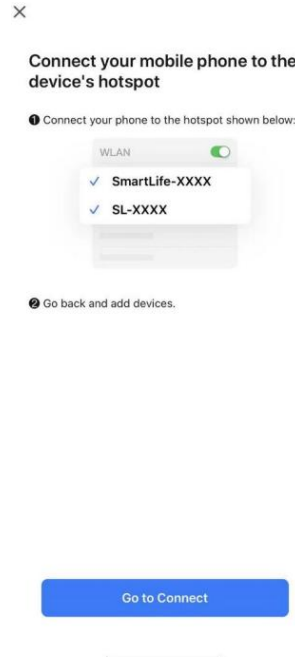 Connect your mobile phone to the
device's hotspot
❶ Connect your phone to the hotspot shown below:
WLAN
SmartLife-XXXX
SL-XXXX
❷ Go back and add devices.
Go to Connect